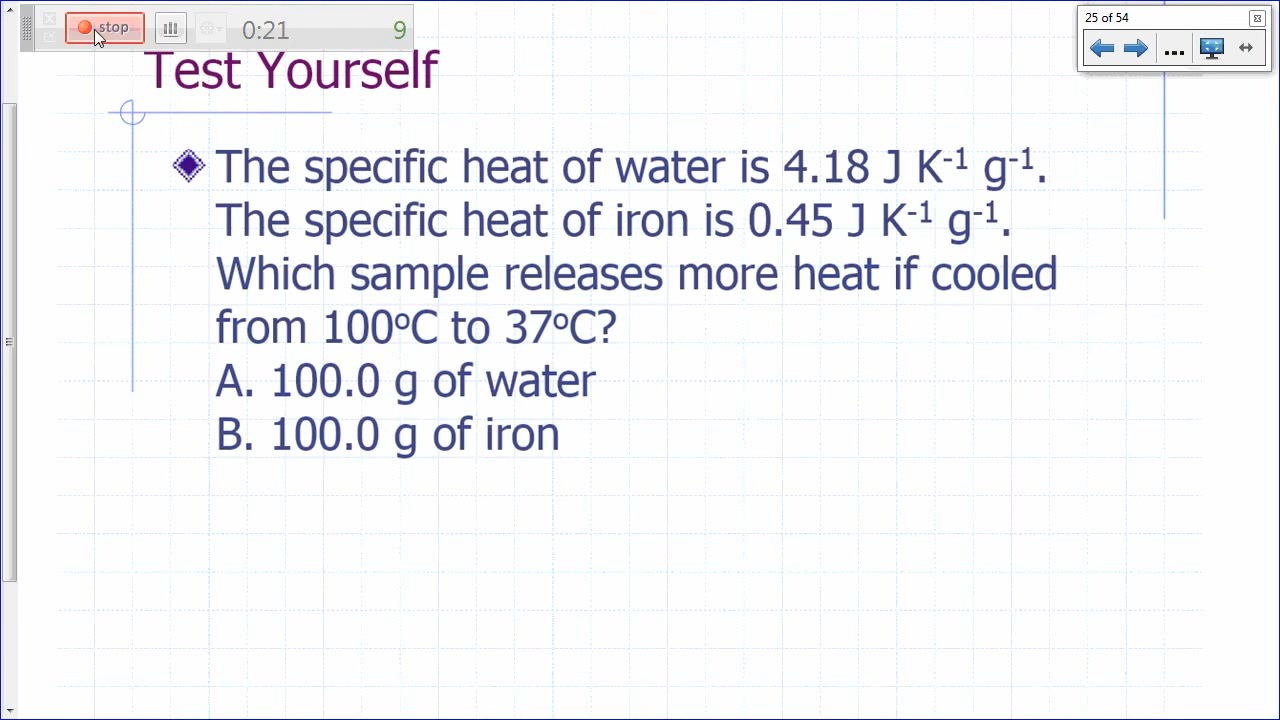 stop
0:21
9
25 of 54
Test Yourself
The specific heat of water is 4.18 J K⁻¹ g⁻¹.
The specific heat of iron is 0.45 J K⁻¹ g⁻¹.
Which sample releases more heat if cooled
from 100ºC to 37ºC?
A. 100.0 g of water
B. 100.0 g of iron